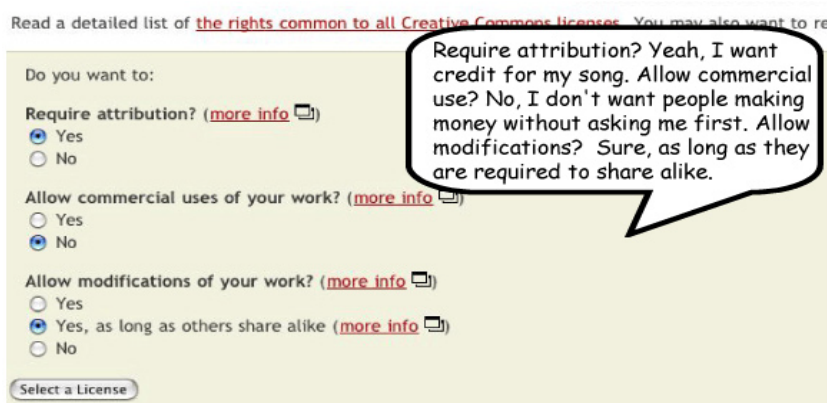 Read a detailed list of the rights common to all Creative Commons licenses. You may also want to re
Require attribution? Yeah, I want
credit for my song. Allow commercial
use? No, I don't want people making
money without asking me first. Allow
modifications?  Sure, as long as they
are required to share alike.
Do you want to:
Require attribution? (more info)
Yes
No
Allow commercial uses of your work? (more info)
Yes
No
Allow modifications of your work? (more info)
Yes
Yes, as long as others share alike (more info)
No
Select a License